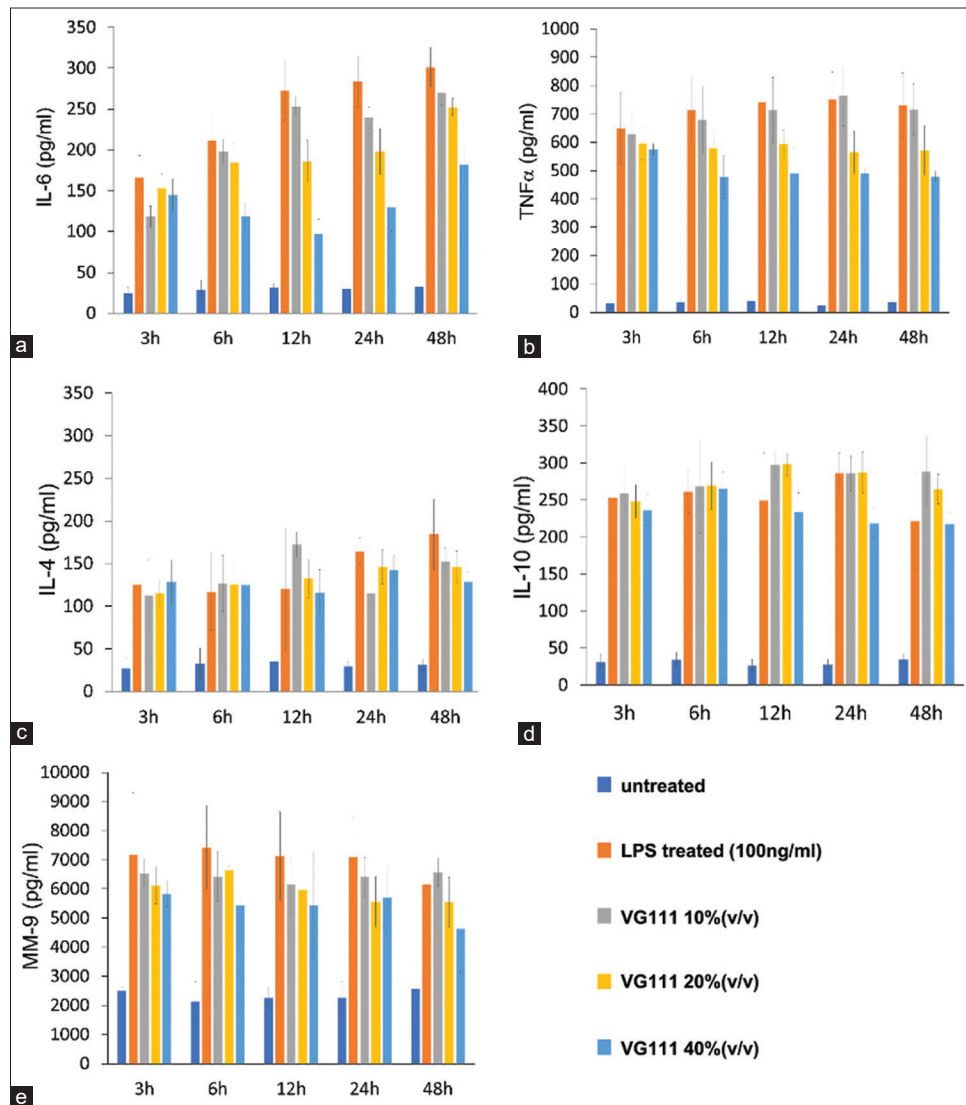 350
300
250
200
150
100
50
0
IL-6 (pg/ml)
3h 6h 12h 24h 48h
a
1000
900
800
700
600
500
400
300
200
100
0
TNFα (pg/ml)
3h 6h 12h 24h 48h
b
350
300
250
200
150
100
50
0
IL-4 (pg/ml)
3h 6h 12h 24h 48h
c
400
350
300
250
200
150
100
50
0
IL-10 (pg/ml)
3h 6h 12h 24h 48h
d
10000
9000
8000
7000
6000
5000
4000
3000
2000
1000
0
MM-9 (pg/ml)
3h 6h 12h 24h 48h
e
untreated
LPS treated (100ng/ml)
VG111 10%(v/v)
VG111 20%(v/v)
VG111 40%(v/v)